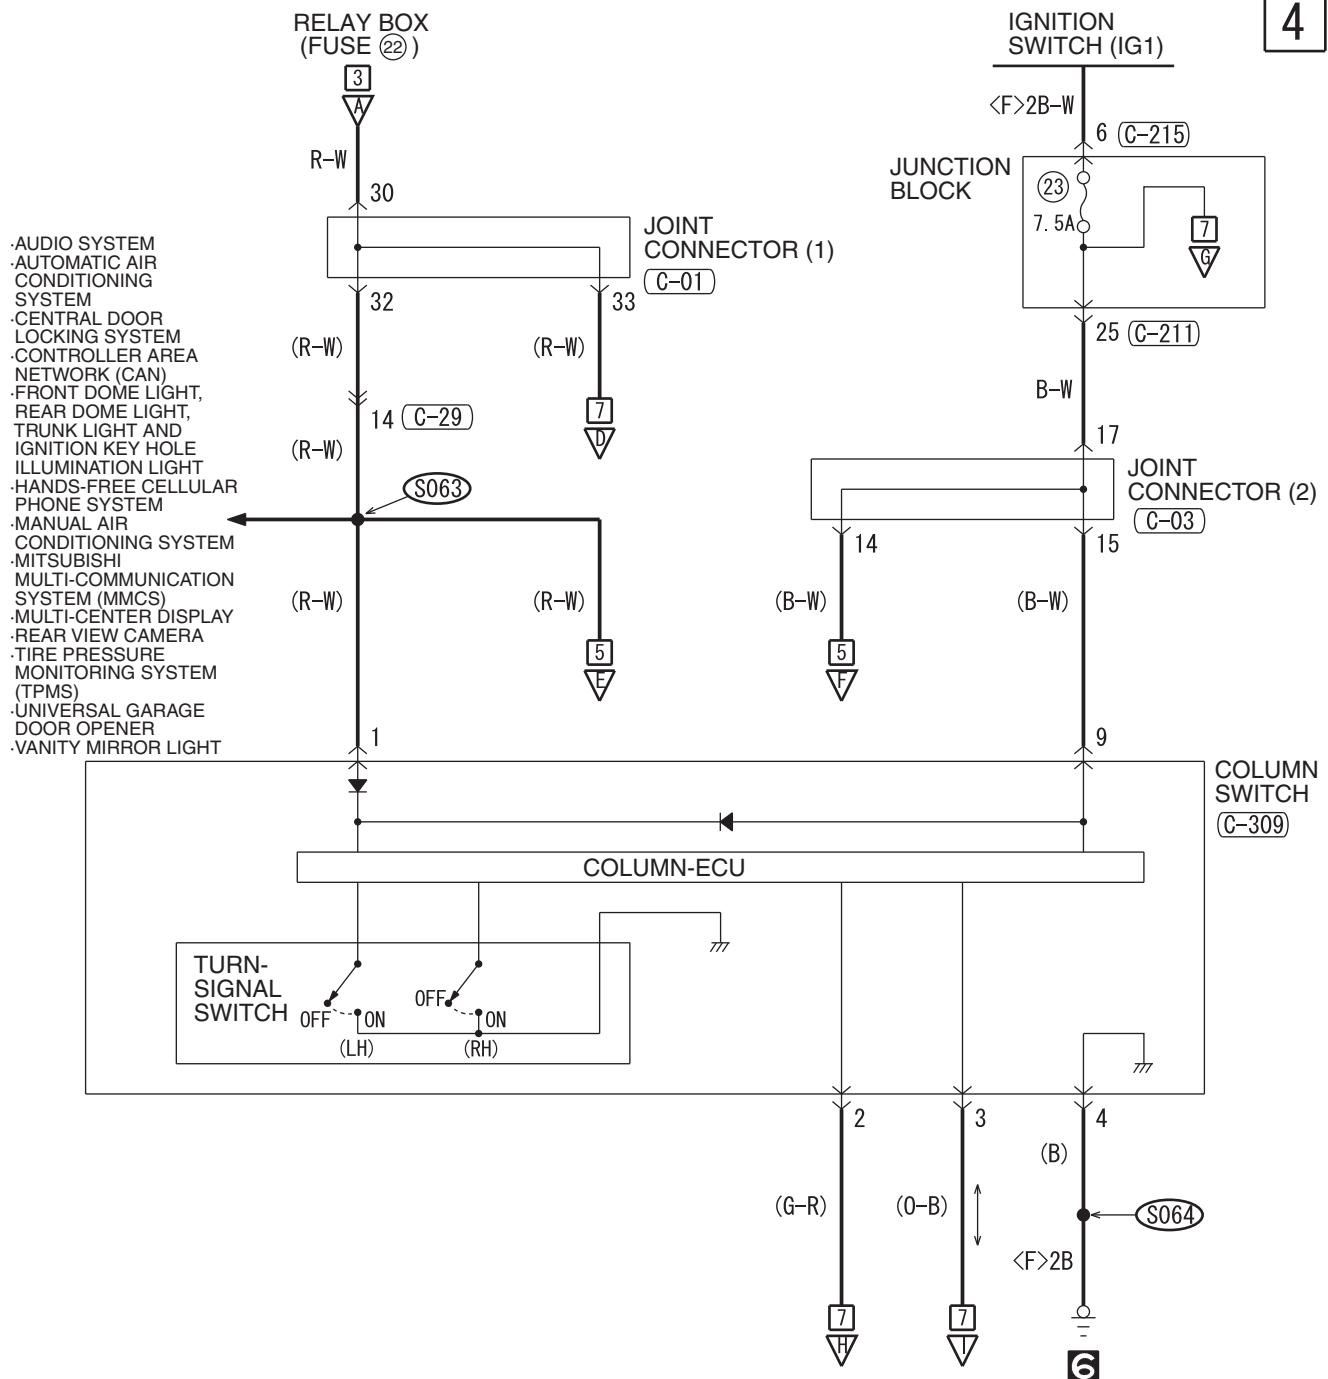 4
RELAY BOX
(FUSE 22)
3
A
R-W
30
JOINT
CONNECTOR (1)
C-01
32
33
(R-W)
(R-W)
14 C-29
7
D
(R-W)
S063
·AUDIO SYSTEM
·AUTOMATIC AIR
CONDITIONING
SYSTEM
·CENTRAL DOOR
LOCKING SYSTEM
·CONTROLLER AREA
NETWORK (CAN)
·FRONT DOME LIGHT,
REAR DOME LIGHT,
TRUNK LIGHT AND
IGNITION KEY HOLE
ILLUMINATION LIGHT
·HANDS-FREE CELLULAR
PHONE SYSTEM
·MANUAL AIR
CONDITIONING SYSTEM
·MITSUBISHI
MULTI-COMMUNICATION
SYSTEM (MMCS)
·MULTI-CENTER DISPLAY
·REAR VIEW CAMERA
·TIRE PRESSURE
MONITORING SYSTEM
(TPMS)
·UNIVERSAL GARAGE
DOOR OPENER
·VANITY MIRROR LIGHT
(R-W)
(R-W)
5
E
1
IGNITION
SWITCH (IG1)
<F>2B-W
6 C-215
JUNCTION
BLOCK
23
7.5A
7
G
25 C-211
B-W
17
JOINT
CONNECTOR (2)
C-03
14
15
(B-W)
(B-W)
5
F
9
COLUMN
SWITCH
C-309
COLUMN-ECU
TURN-
SIGNAL
SWITCH
OFF
ON
(LH)
OFF
ON
(RH)
2
3
4
(B)
(G-R)
(O-B)
S064
<F>2B
7
H
7
I
6